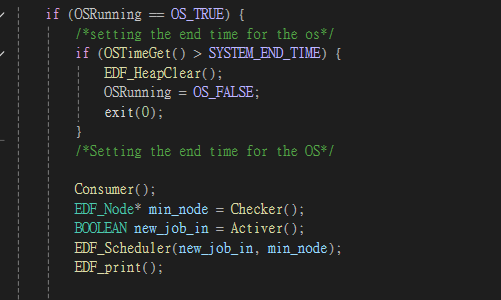 if (OSRunning == OS_TRUE) {
/*setting the end time for the os*/
if (OSTimeGet() > SYSTEM_END_TIME) {
EDF_HeapClear();
OSRunning = OS_FALSE;
exit(0);
}
/*Setting the end time for the OS*/
Consumer();
EDF_Node* min_node = Checker();
BOOLEAN new_job_in = Activer();
EDF_Scheduler(new_job_in, min_node);
EDF_print();